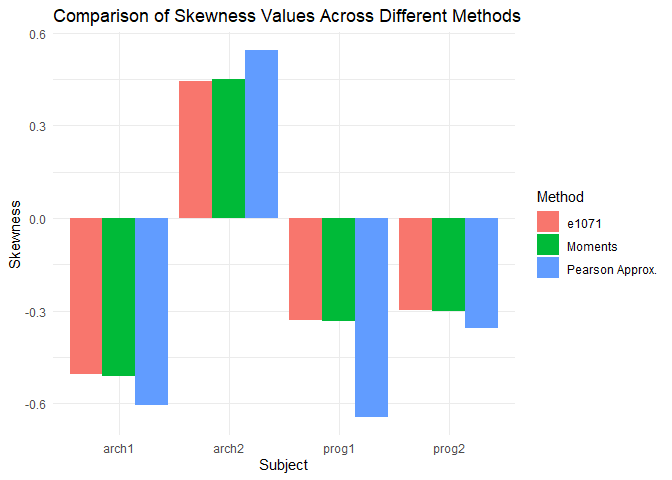 Comparison of Skewness Values Across Different Methods
0.6
0.3
0.0
-0.3
-0.6
Skewness
arch1 arch2 prog1 prog2
Subject
Method
e1071
Moments
Pearson Approx.